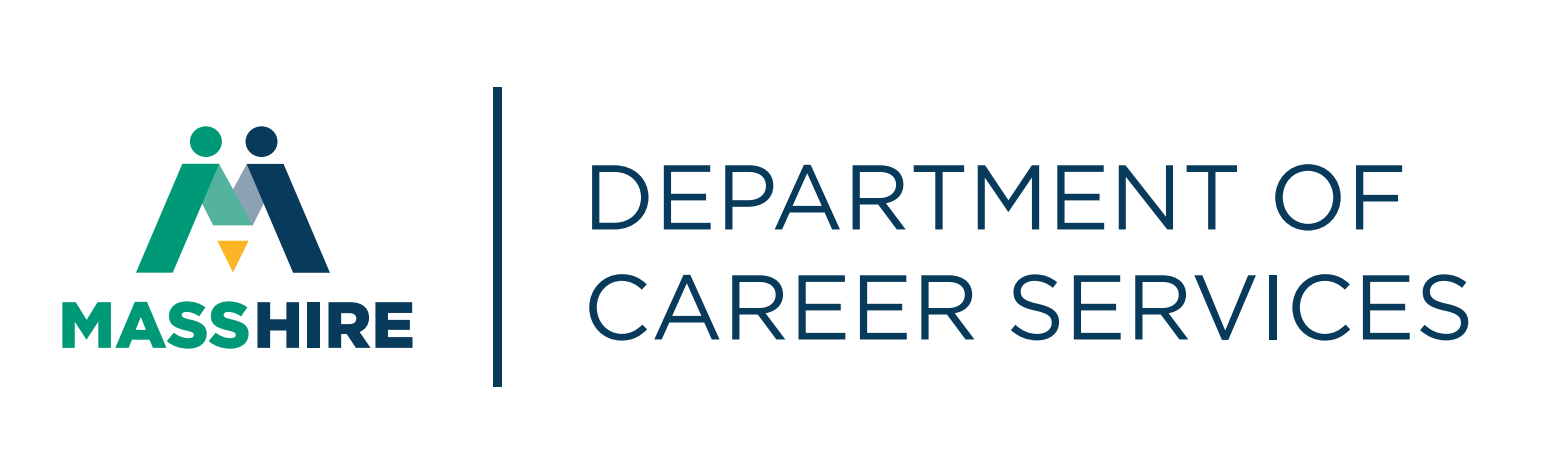 MASSHIRE
DEPARTMENT OF
CAREER SERVICES